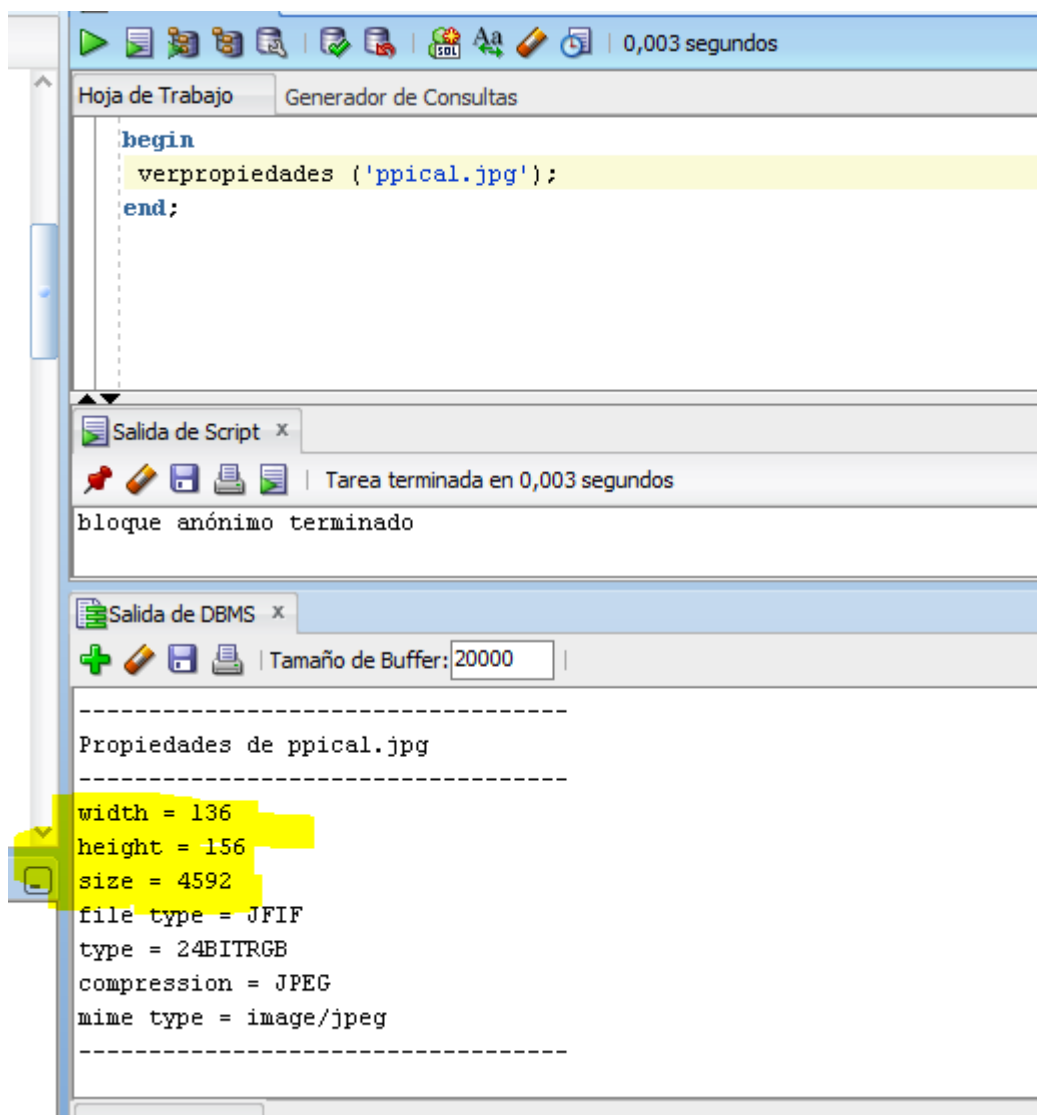 0,003 segundos
Hoja de Trabajo Generador de Consultas
begin
verpropiedades ('ppical.jpg');
end;
Salida de Script x
Tarea terminada en 0,003 segundos
bloque anónimo terminado
Salida de DBMS x
Tamaño de Buffer: 20000
-----------------------------------
Propiedades de ppical.jpg
-----------------------------------
width = 136
height = 156
size = 4592
file type = JFIF
type = 24BITRGB
compression = JPEG
mime type = image/jpeg
-----------------------------------